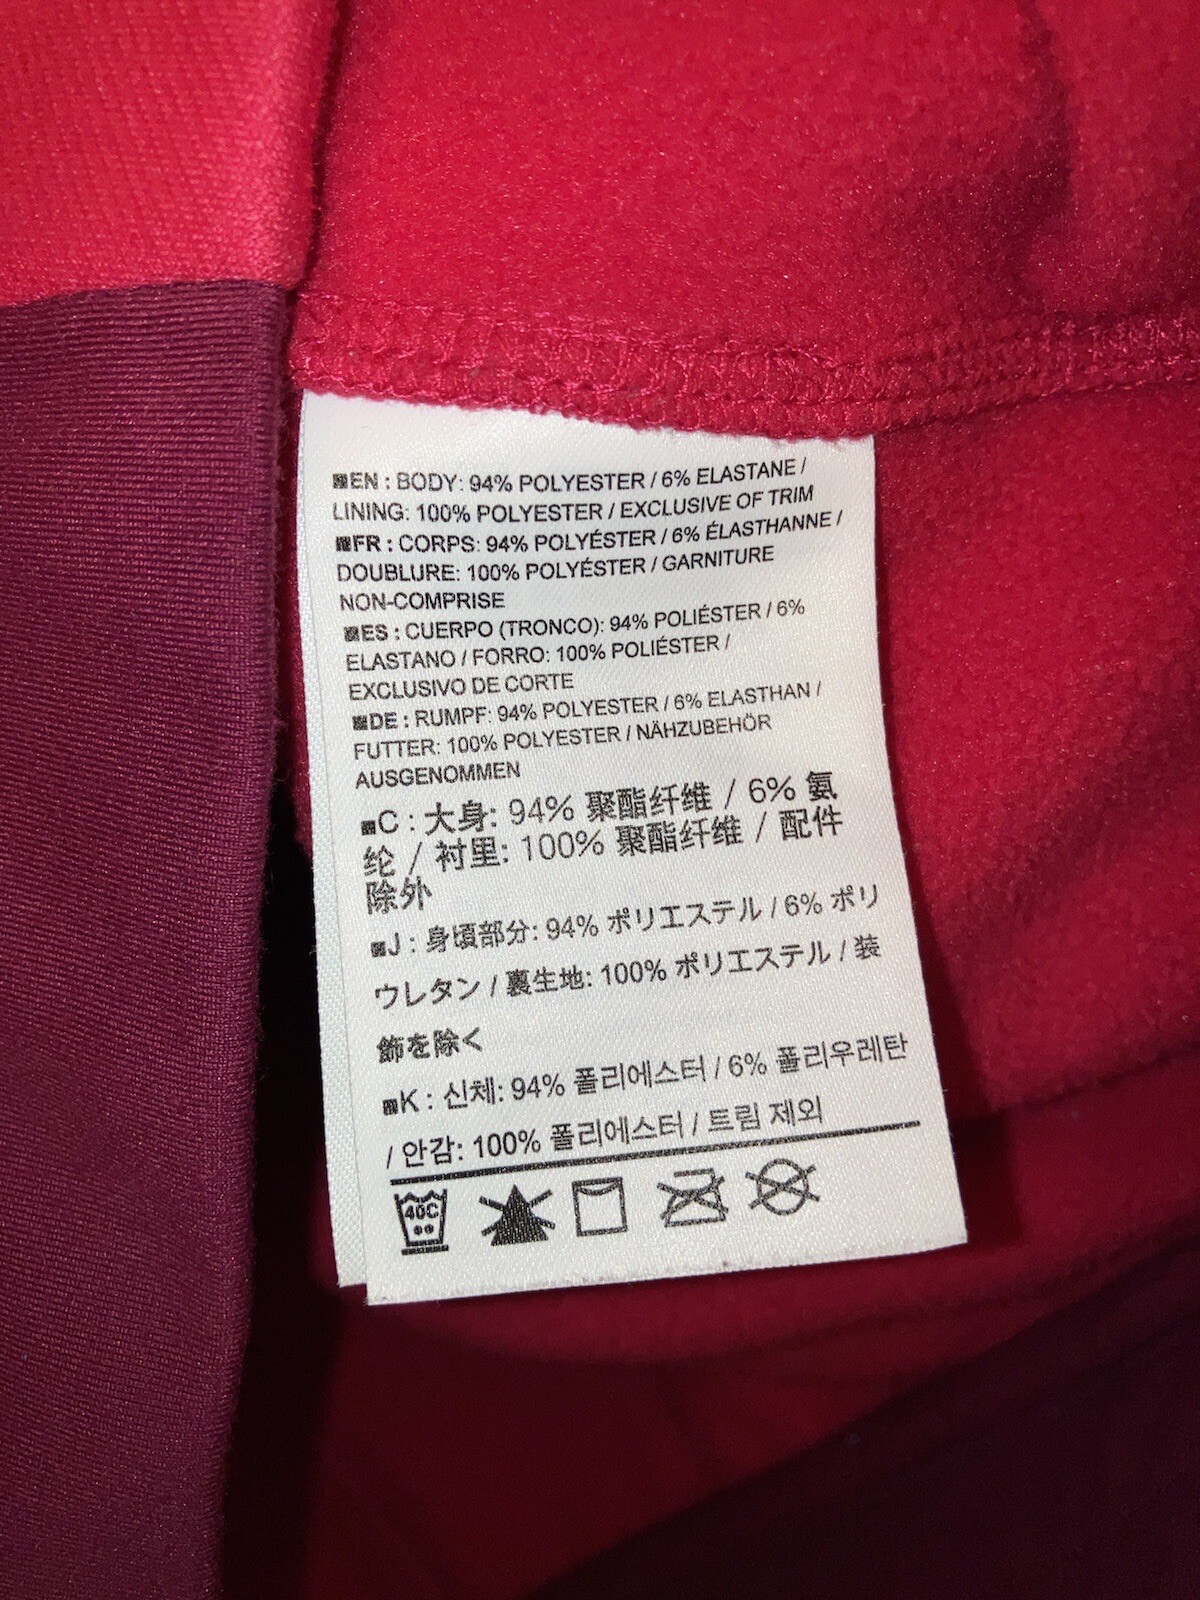 EN : BODY: 94% POLYESTER / 6% ELASTANE /
LINING: 100% POLYESTER / EXCLUSIVE OF TRIM
FR : CORPS: 94% POLYÉSTER / 6% ÉLASTHANNE /
DOUBLURE: 100% POLYÉSTER / GARNITURE
NON-COMPRISE
ES : CUERPO (TRONCO): 94% POLIÉSTER / 6%
ELASTANO / FORRO: 100% POLIÉSTER /
EXCLUSIVO DE CORTE
DE : RUMPF: 94% POLYESTER / 6% ELASTHAN /
FUTTER: 100% POLYESTER / NÄHZUBEHÖR
AUSGENOMMEN
C : 大身: 94% 聚酯纤维 / 6% 氨
纶 / 衬里: 100% 聚酯纤维 / 配件
除外
J : 身頃部分: 94% ポリエステル / 6% ポリ
ウレタン / 裏生地: 100% ポリエステル / 装
飾を除く
K : 신체: 94% 폴리에스터 / 6% 폴리우레탄
/ 안감: 100% 폴리에스터 / 트림 제외
40C